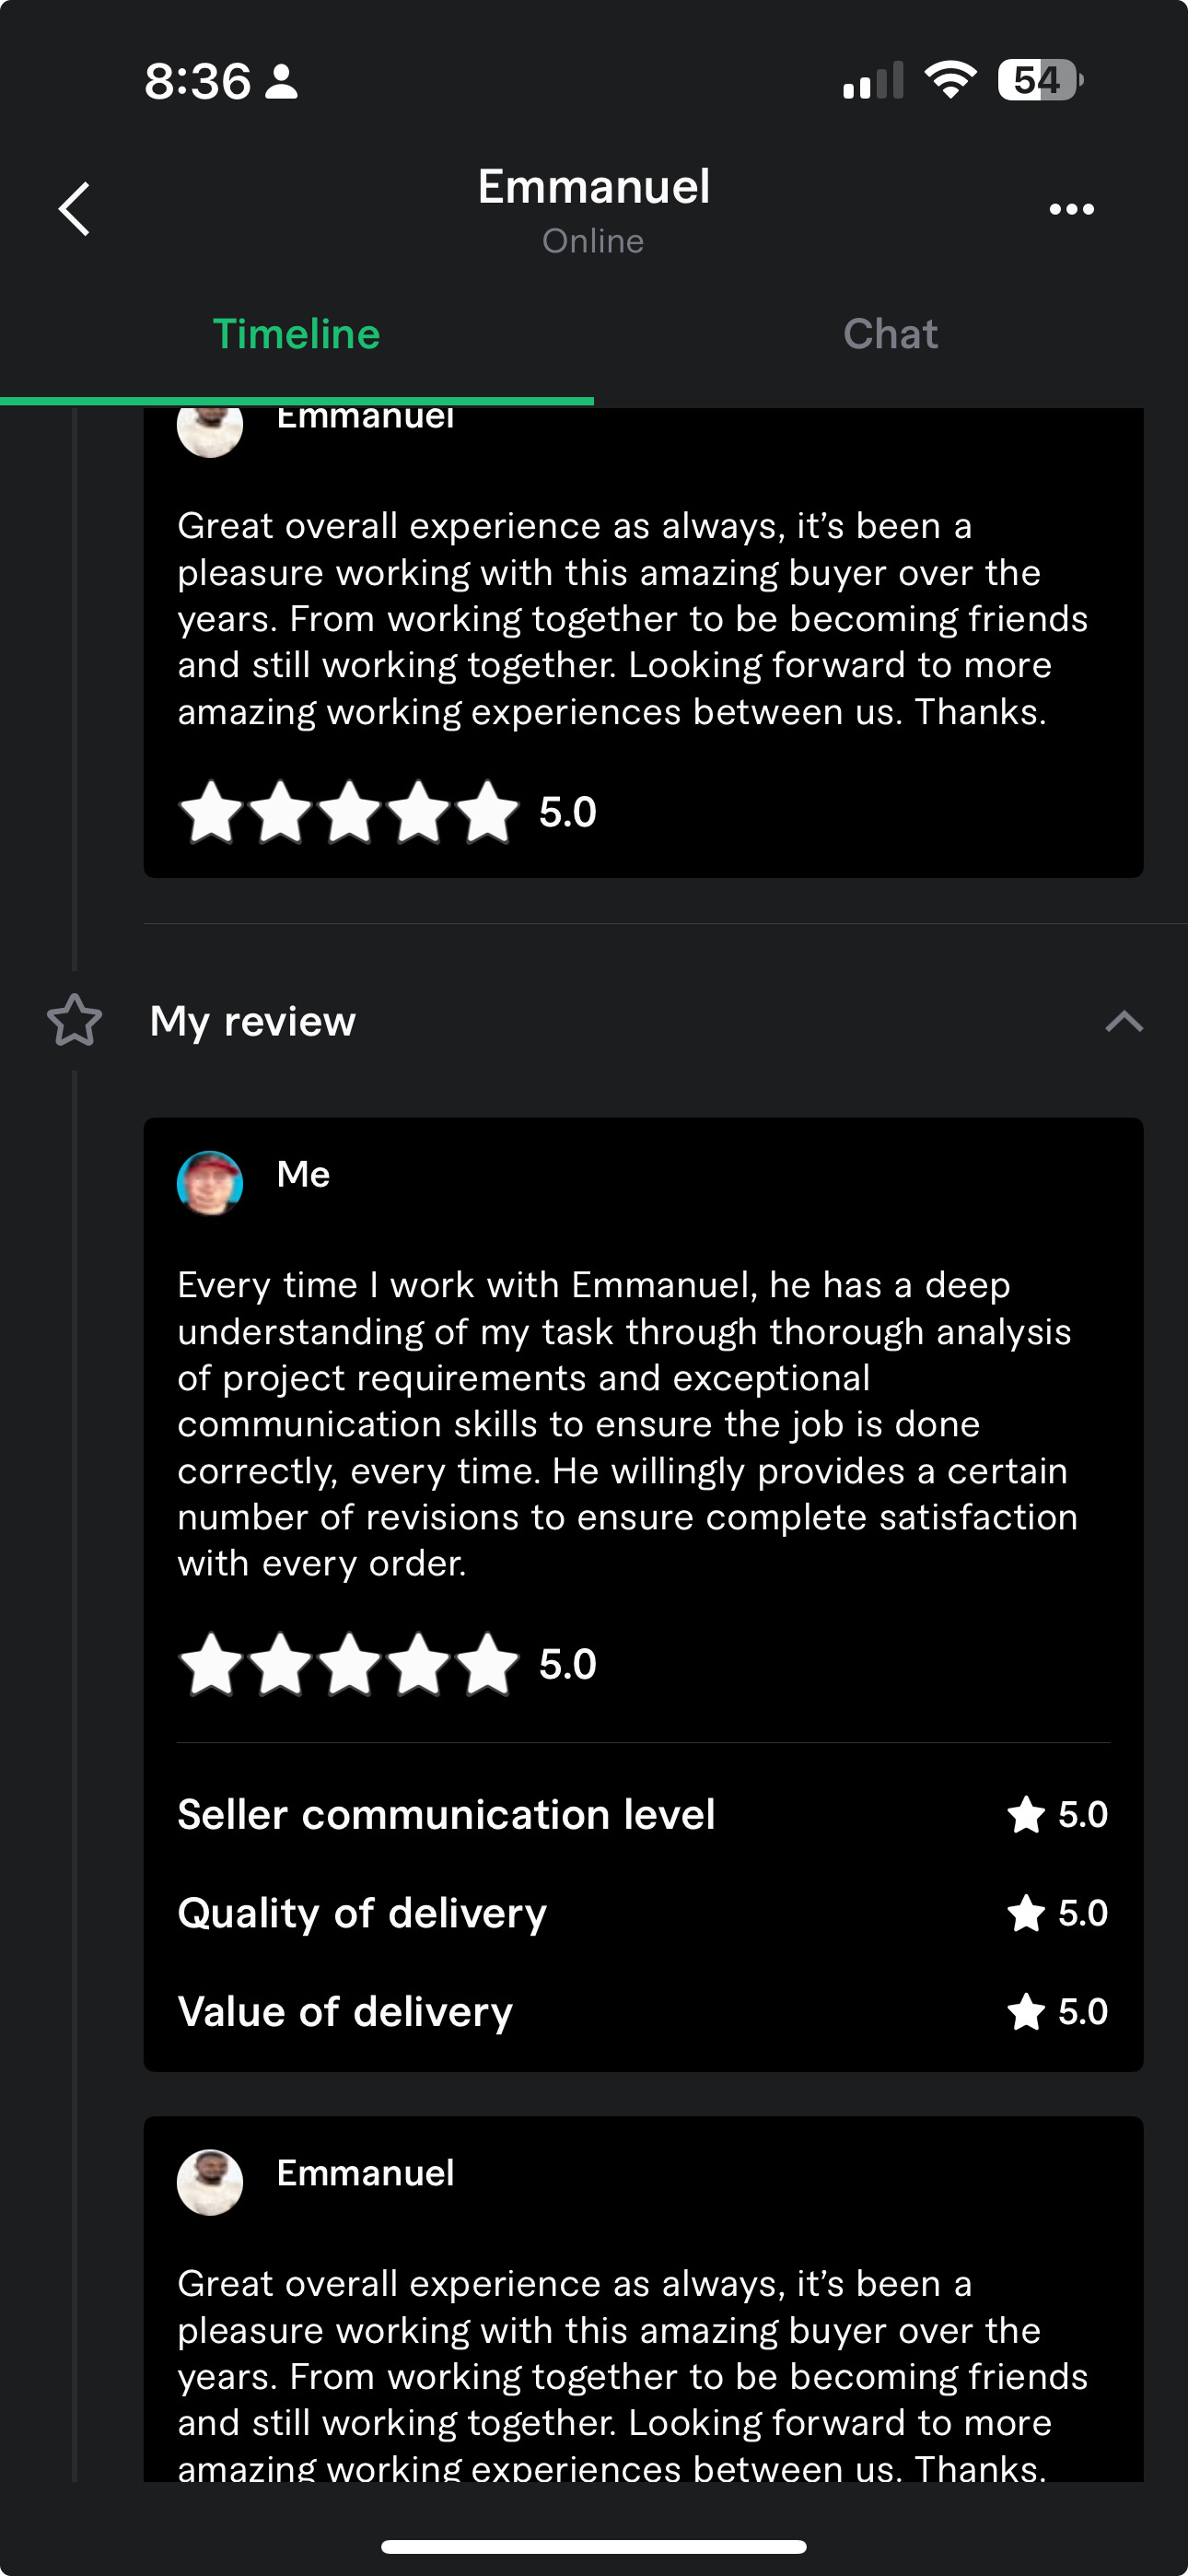 8:36
54
Emmanuel
Online
Timeline
Chat
Emmanuel
Great overall experience as always, it’s been a
pleasure working with this amazing buyer over the
years. From working together to be becoming friends
and still working together. Looking forward to more
amazing working experiences between us. Thanks.
5.0
My review
Me
Every time I work with Emmanuel, he has a deep
understanding of my task through thorough analysis
of project requirements and exceptional
communication skills to ensure the job is done
correctly, every time. He willingly provides a certain
number of revisions to ensure complete satisfaction
with every order.
5.0
Seller communication level 5.0
Quality of delivery 5.0
Value of delivery 5.0
Emmanuel
Great overall experience as always, it’s been a
pleasure working with this amazing buyer over the
years. From working together to be becoming friends
and still working together. Looking forward to more
amazing working experiences between us. Thanks.